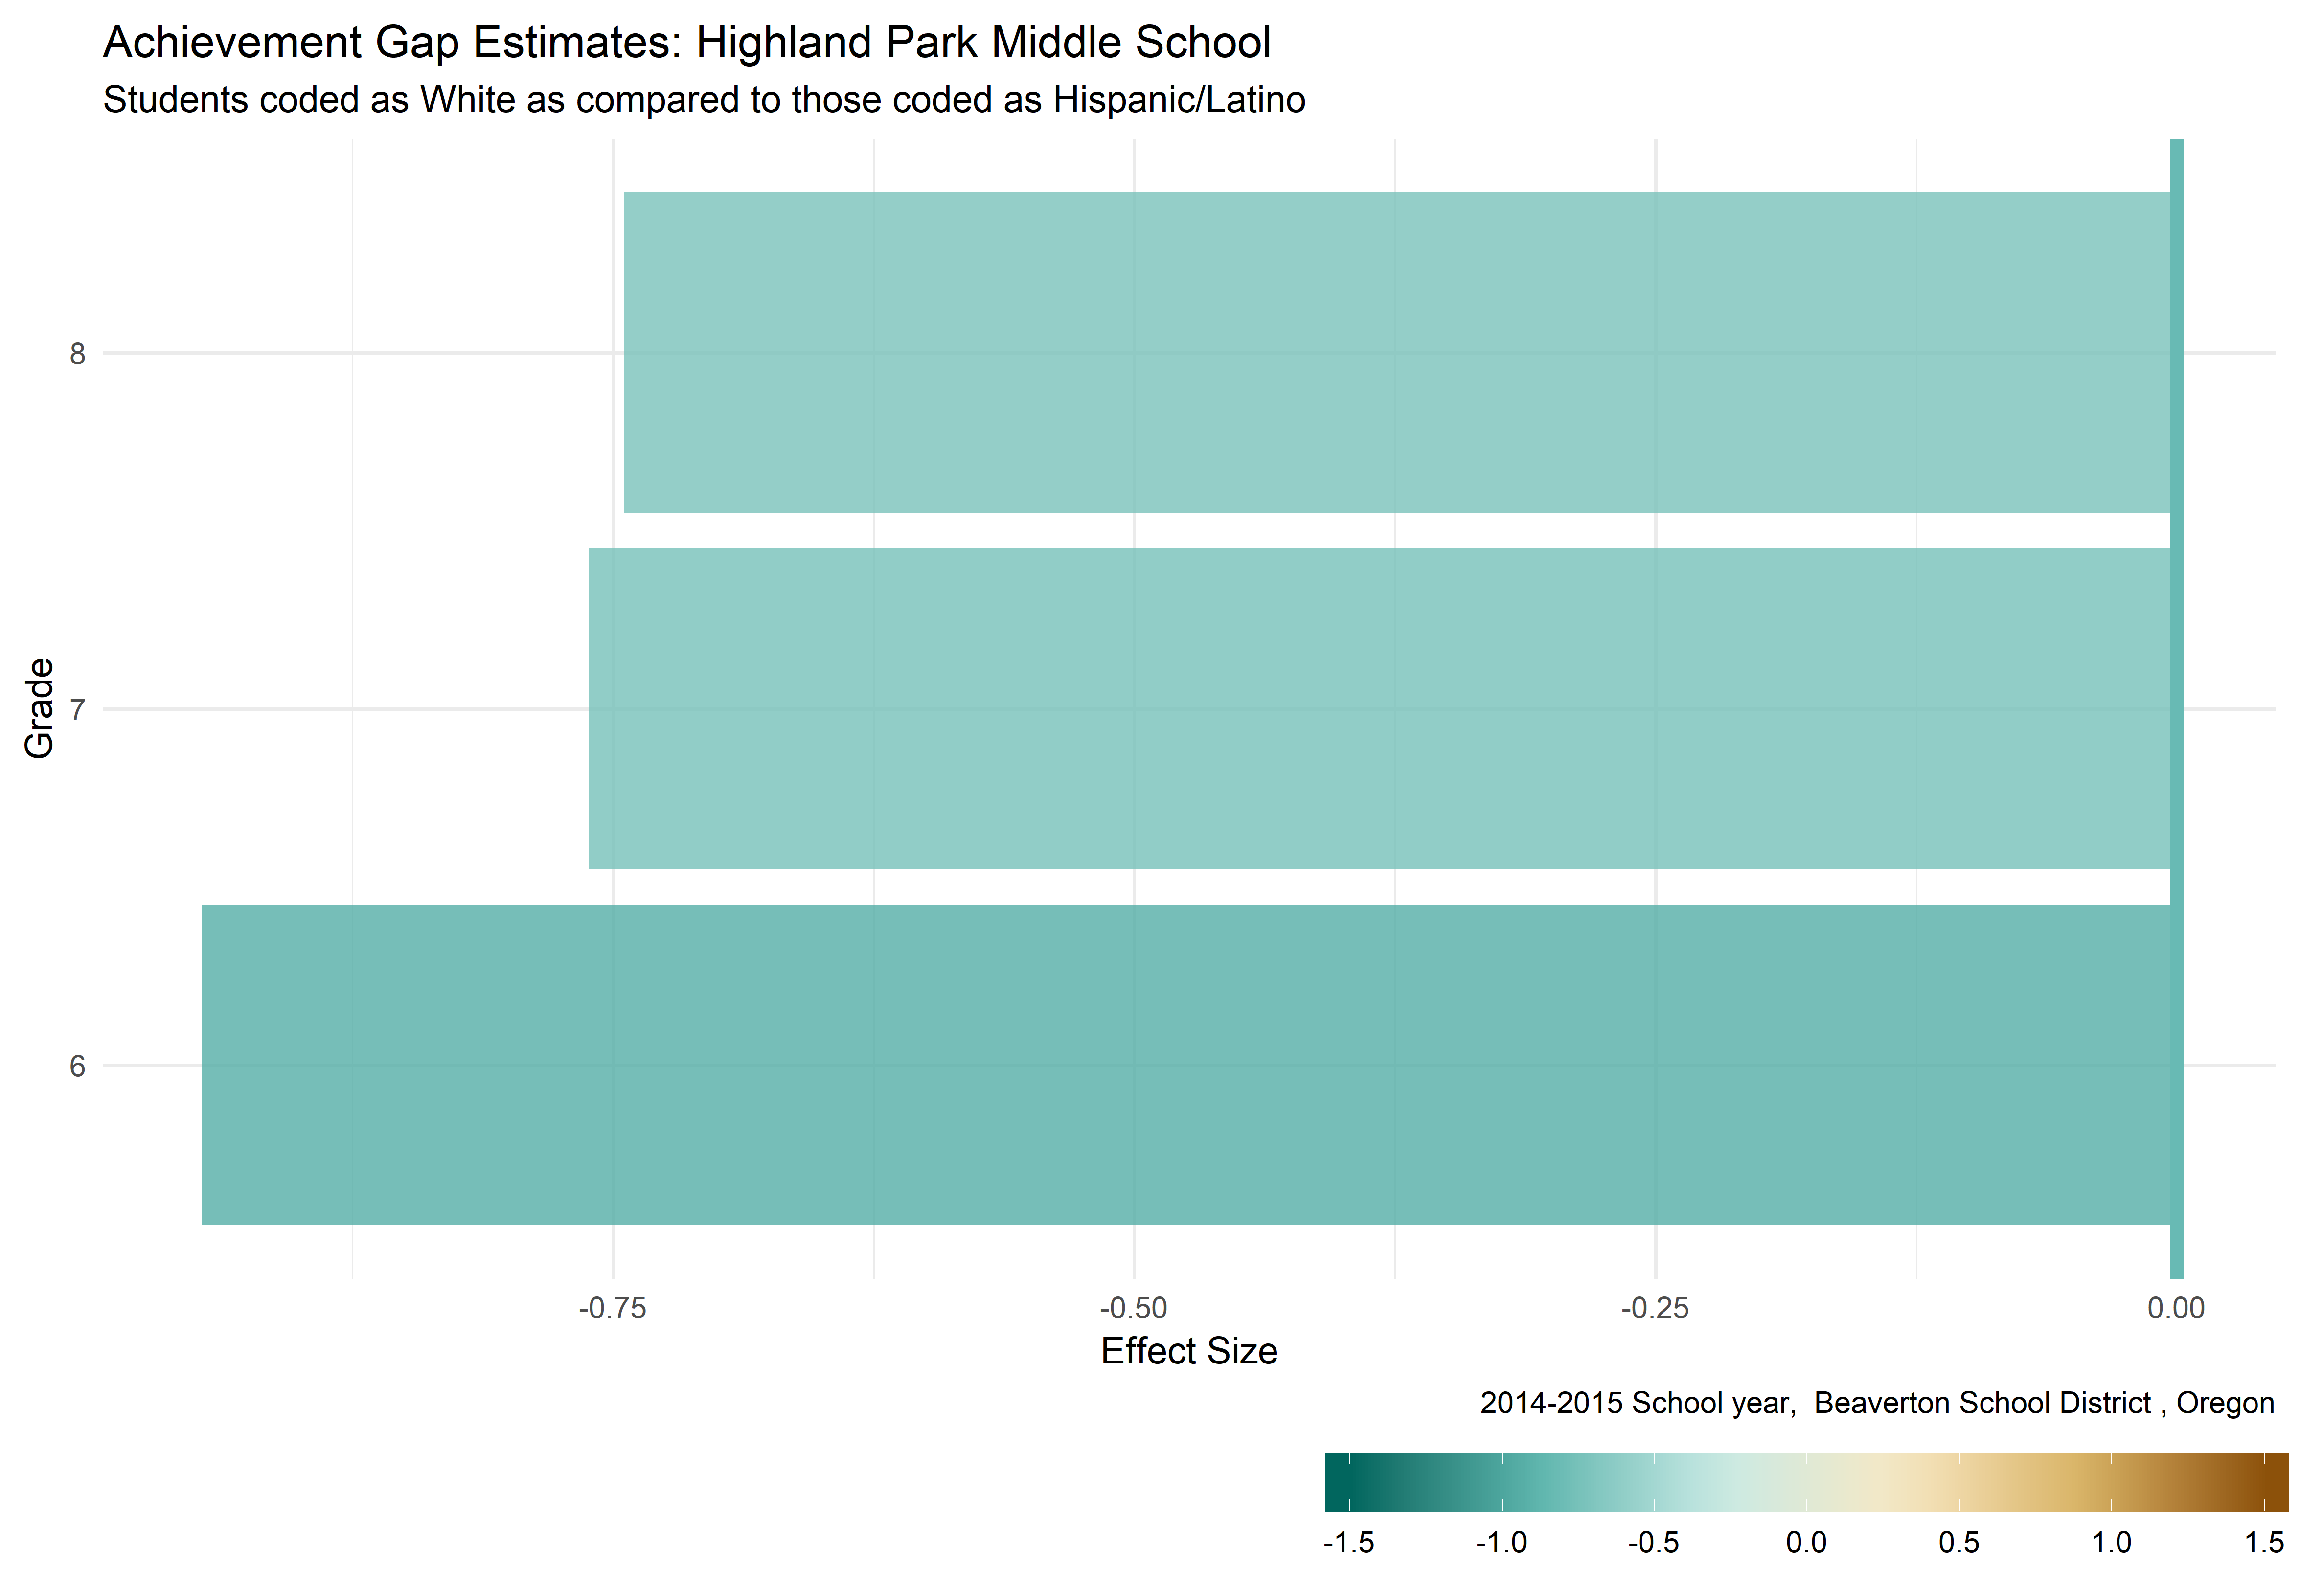 Achievement Gap Estimates: Highland Park Middle School
Students coded as White as compared to those coded as Hispanic/Latino
8
7
6
Grade
-0.75 -0.50 -0.25 0.00
Effect Size
2014-2015 School year,  Beaverton School District , Oregon
-1.5 -1.0 -0.5 0.0 0.5 1.0 1.5